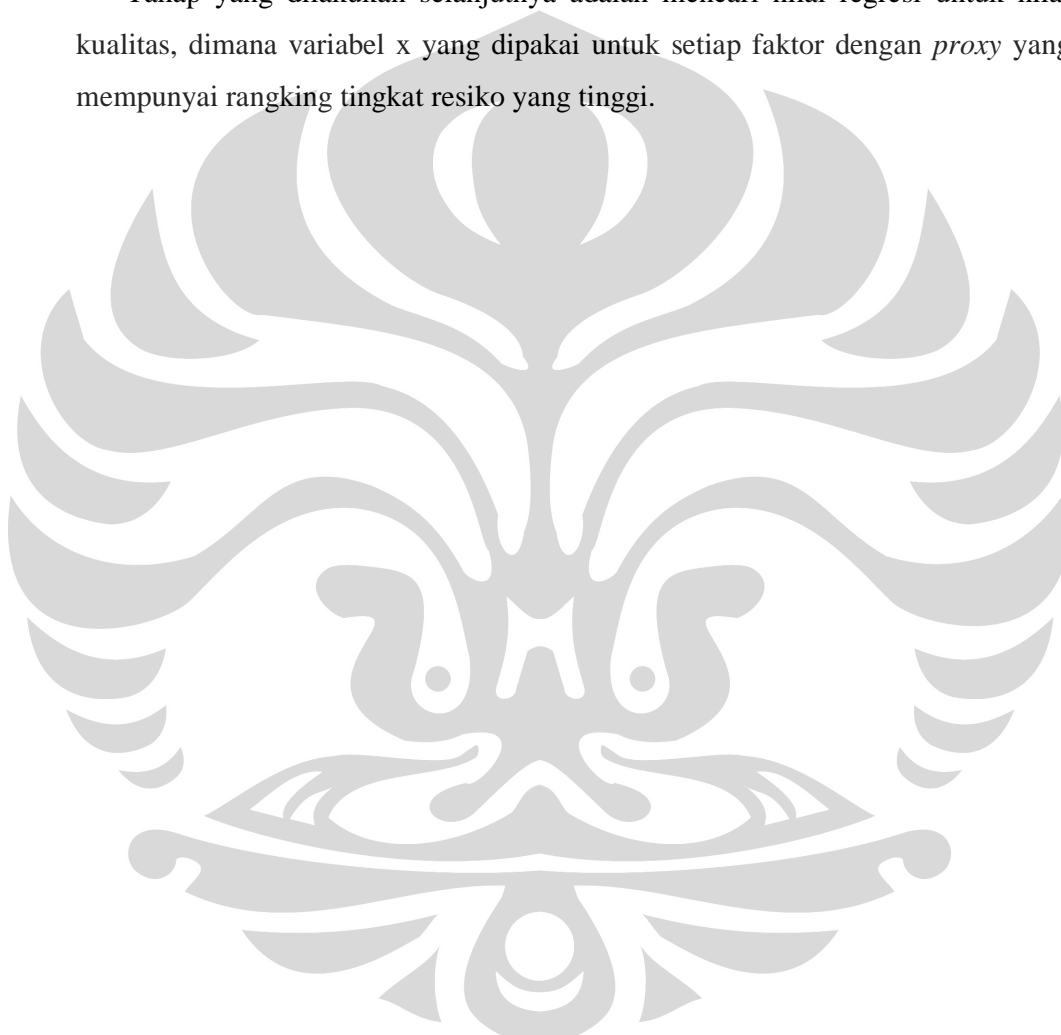 Tahap yang dilakukan selanjutnya adalah mencari nilai regresi untuk
kualitas, dimana variabel x yang dipakai untuk setiap faktor dengan proxy yang
mempunyai rangking tingkat resiko yang tinggi.